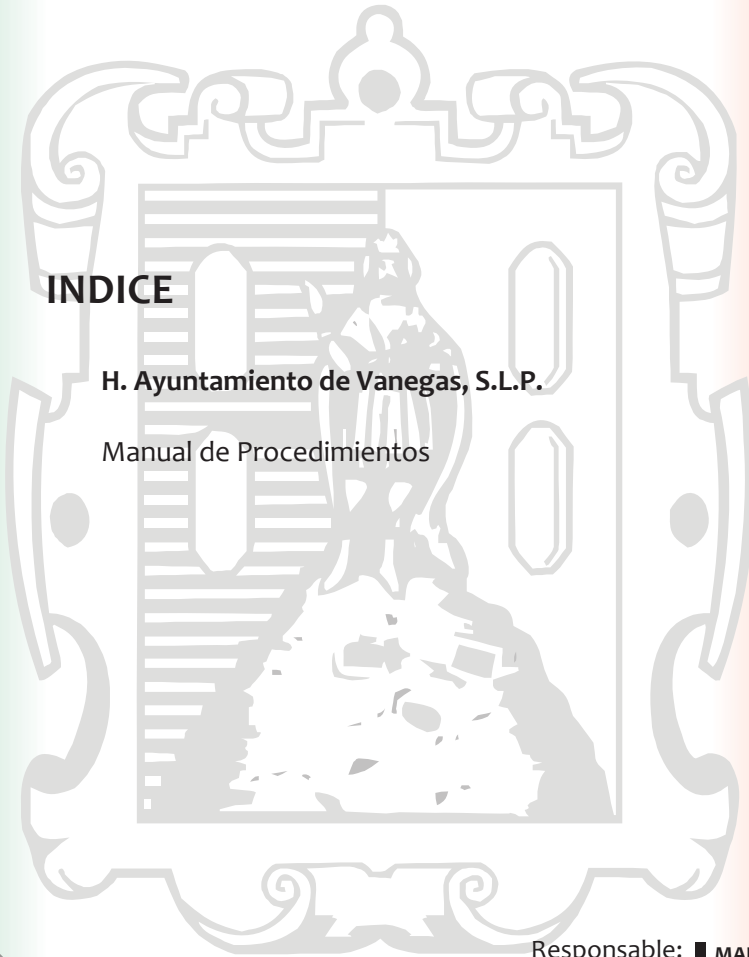 INDICE
H. Ayuntamiento de Vanegas, S.L.P.
Manual de Procedimientos
Responsable: